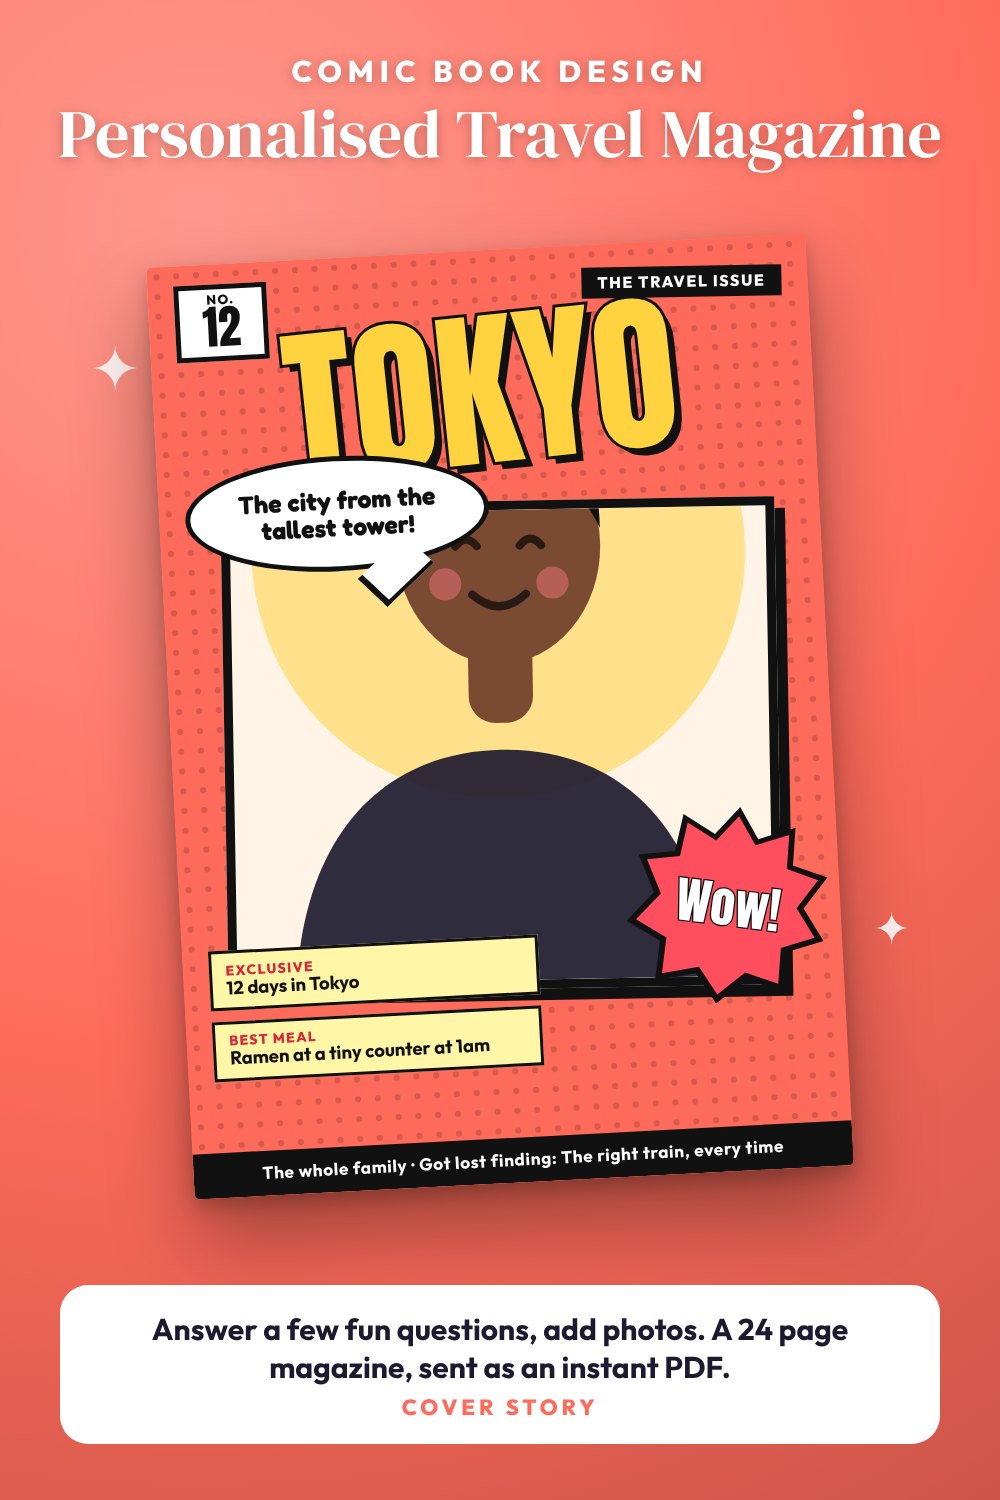 COMIC BOOK DESIGN
Personalised Travel Magazine
NO.
12
THE TRAVEL ISSUE
TOKYO
The city from the
tallest tower!
Wow!
EXCLUSIVE
12 days in Tokyo
BEST MEAL
Ramen at a tiny counter at 1am
The whole family · Got lost finding: The right train, every time
Answer a few fun questions, add photos. A 24 page
magazine, sent as an instant PDF.
COVER STORY